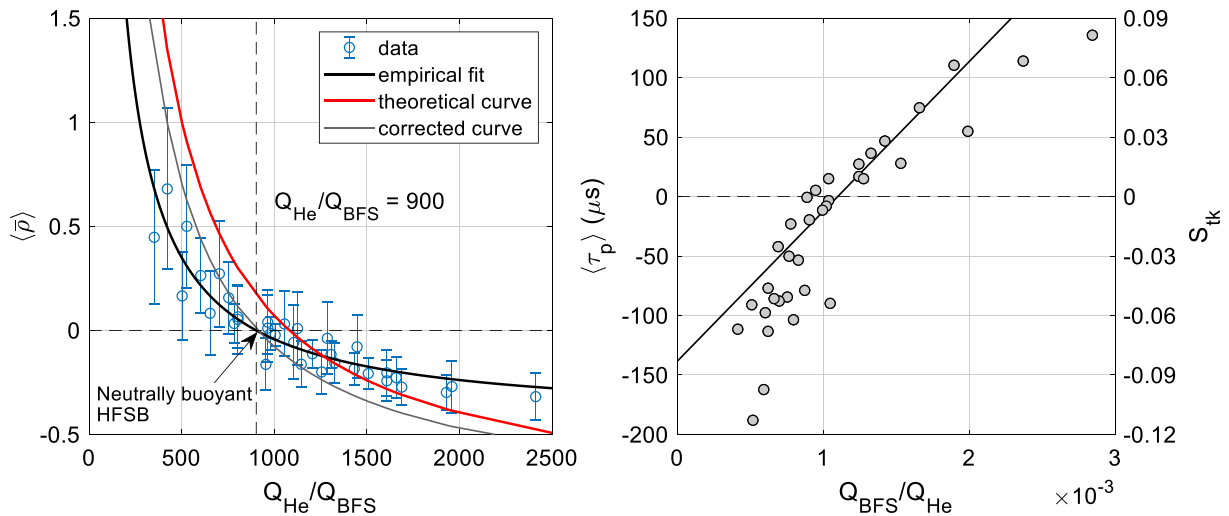 1.5
1
0.5
0
-0.5
0
500
1000
1500
2000
2500
⟨ρ̄⟩
Q_He/Q_BFS
data
empirical fit
theoretical curve
corrected curve
Q_He/Q_BFS = 900
Neutrally buoyant
HFSB
150
100
50
0
-50
-100
-150
-200
⟨τ_p⟩ (μs)
0
1
2
3
×10⁻³
Q_BFS/Q_He
0.09
0.06
0.03
0
-0.03
-0.06
-0.09
-0.12
S_tk